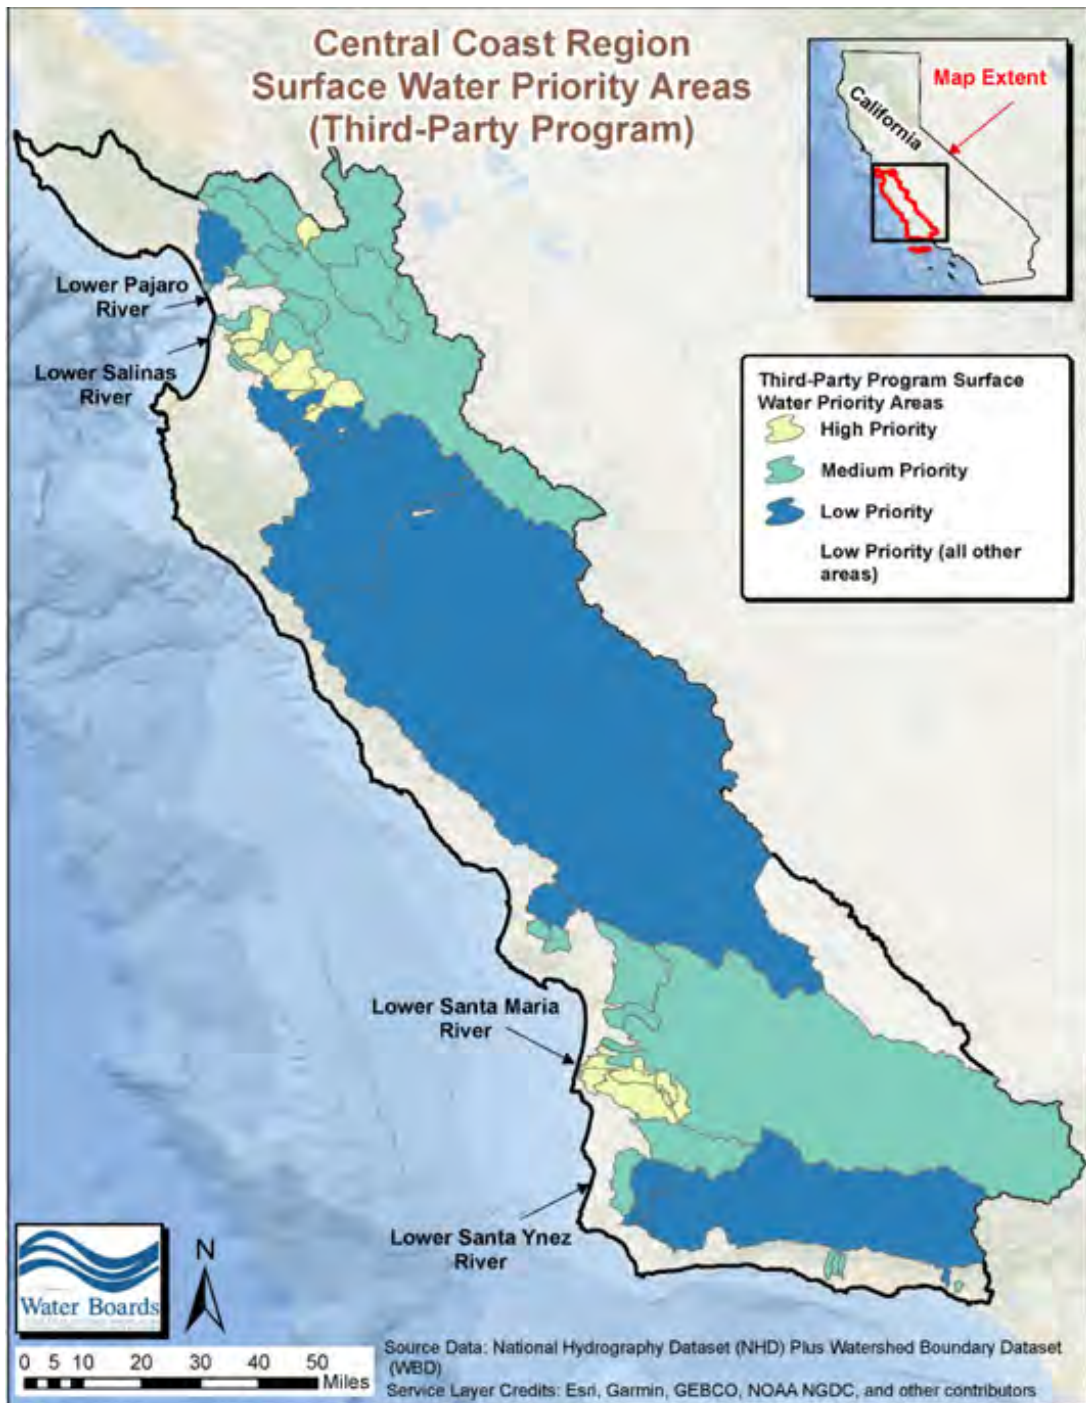 Central Coast Region
Surface Water Priority Areas
(Third-Party Program)
Map Extent
California
Lower Pajaro
River
Lower Salinas
River
Third-Party Program Surface
Water Priority Areas
High Priority
Medium Priority
Low Priority
Low Priority (all other
areas)
Lower Santa Maria
River
Lower Santa Ynez
River
N
Water Boards
0 5 10 20 30 40 50
Miles
Source Data: National Hydrography Dataset (NHD) Plus Watershed Boundary Dataset
(WBD)
Service Layer Credits: Esri, Garmin, GEBCO, NOAA NGDC, and other contributors